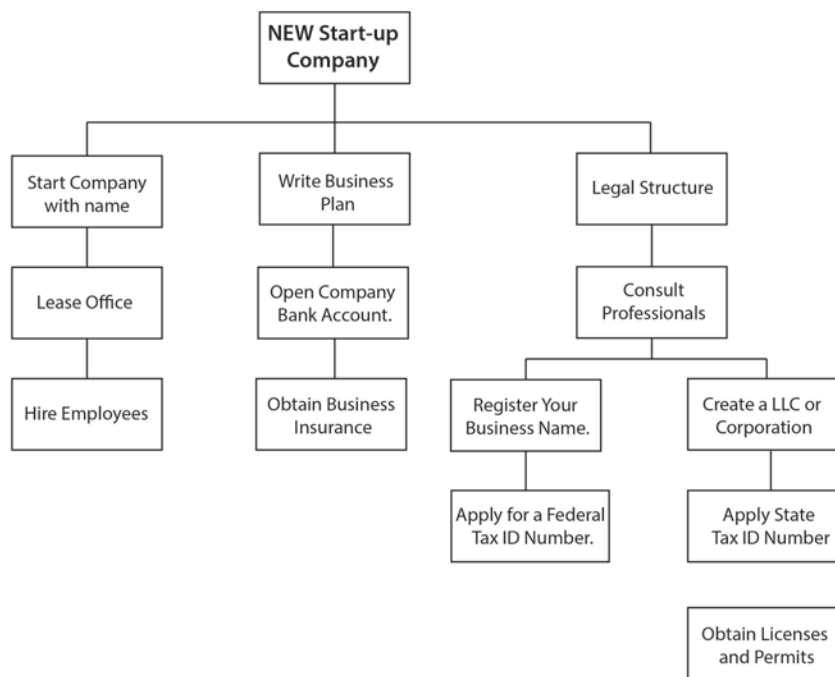 NEW Start-up
Company
Start Company
with name
Write Business
Plan
Legal Structure
Lease Office
Open Company
Bank Account.
Consult
Professionals
Hire Employees
Obtain Business
Insurance
Register Your
Business Name.
Create a LLC or
Corporation
Apply for a Federal
Tax ID Number.
Apply State
Tax ID Number
Obtain Licenses
and Permits